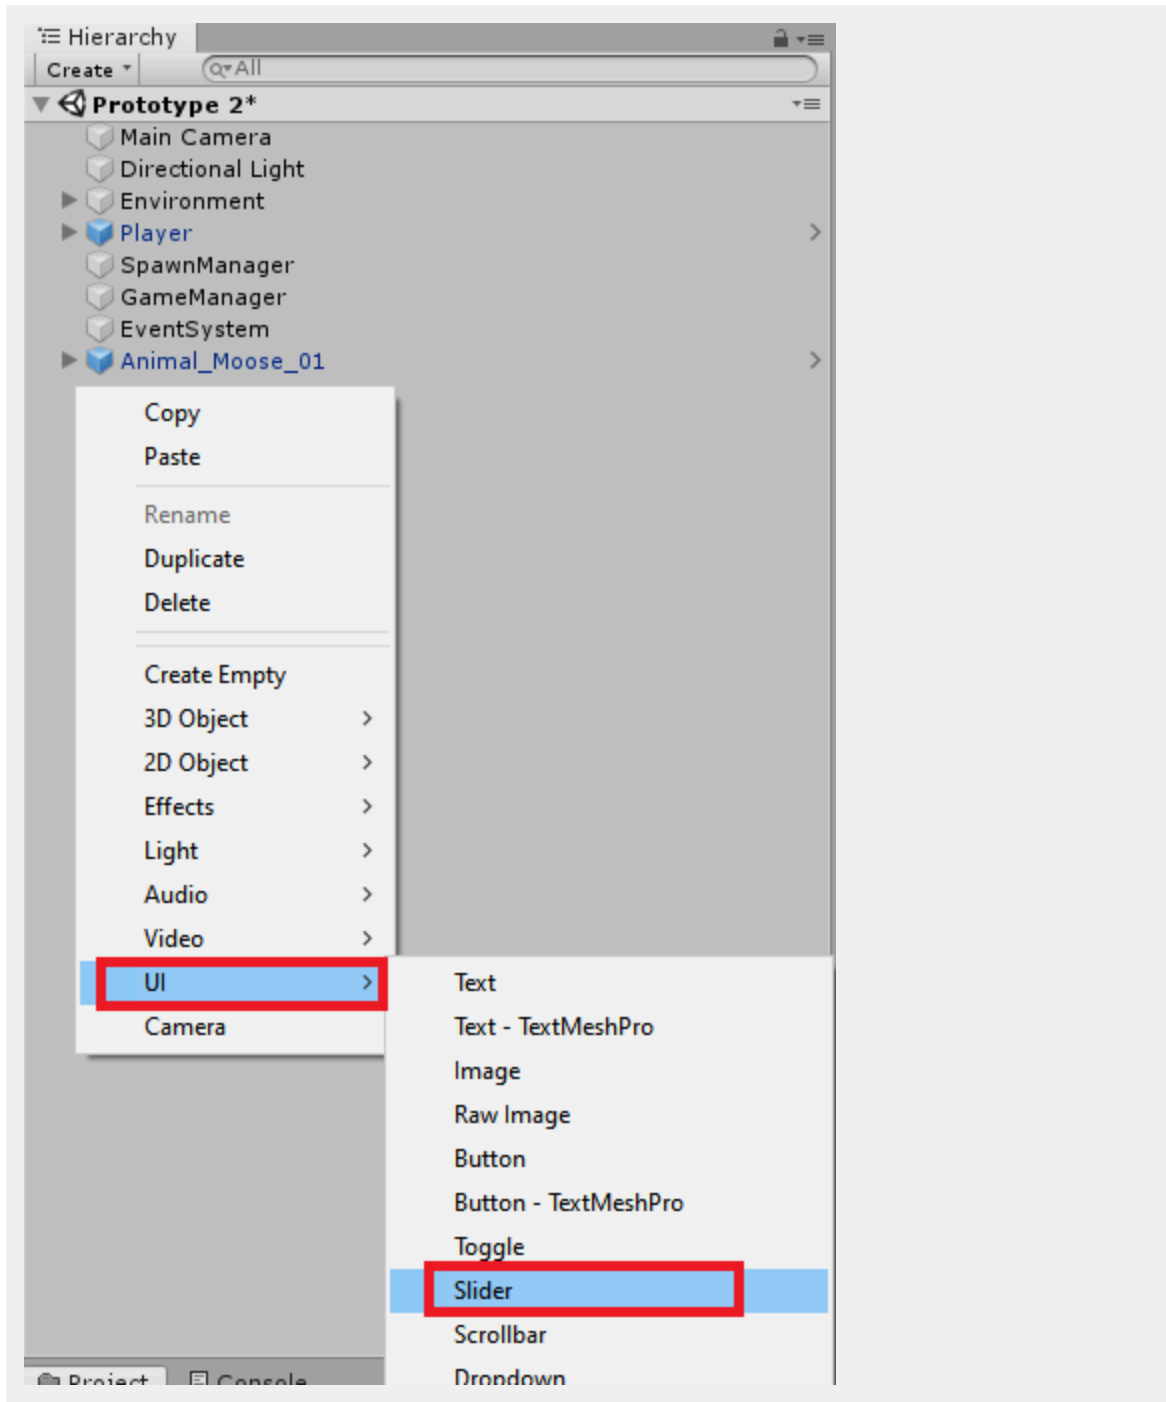 Hierarchy
Create
All
Prototype 2*
Main Camera
Directional Light
Environment
Player
SpawnManager
GameManager
EventSystem
Animal_Moose_01
Copy
Paste
Rename
Duplicate
Delete
Create Empty
3D Object
2D Object
Effects
Light
Audio
Video
UI
Camera
Text
Text - TextMeshPro
Image
Raw Image
Button
Button - TextMeshPro
Toggle
Slider
Scrollbar
Dropdown
Project Console